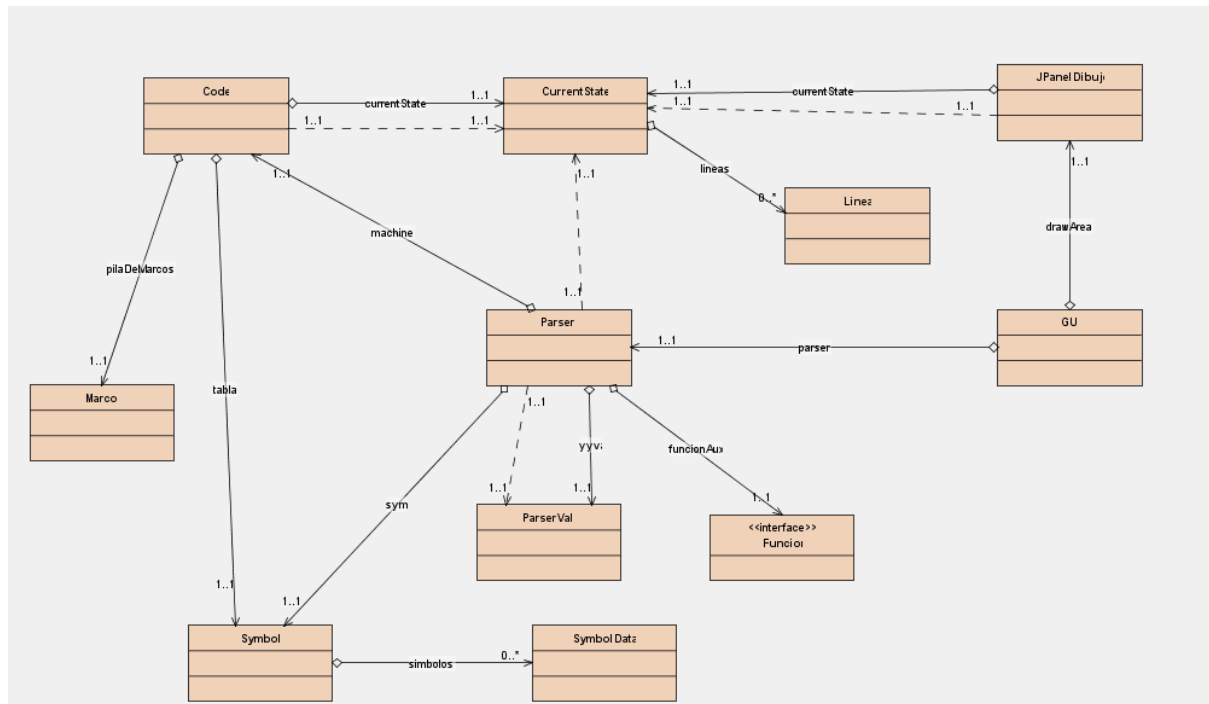 Code
CurrentState
JPanelDibujo
currentState
1..1
1..1
currentState
1..1
1..1
1..1
1..1
1..1
1..1
1..1
1..1
lineas
0..*
Linea
machine
drawArea
pilaDeMarcos
1..1
Parser
GU
1..1
parser
1..1
Marco
tabla
1..1
yyva
funcionAux
sym
1..1
1..1
1..1
ParserVal
<<interface>>
Funcion
1..1
1..1
Symbol
SymbolData
simbolos
0..*